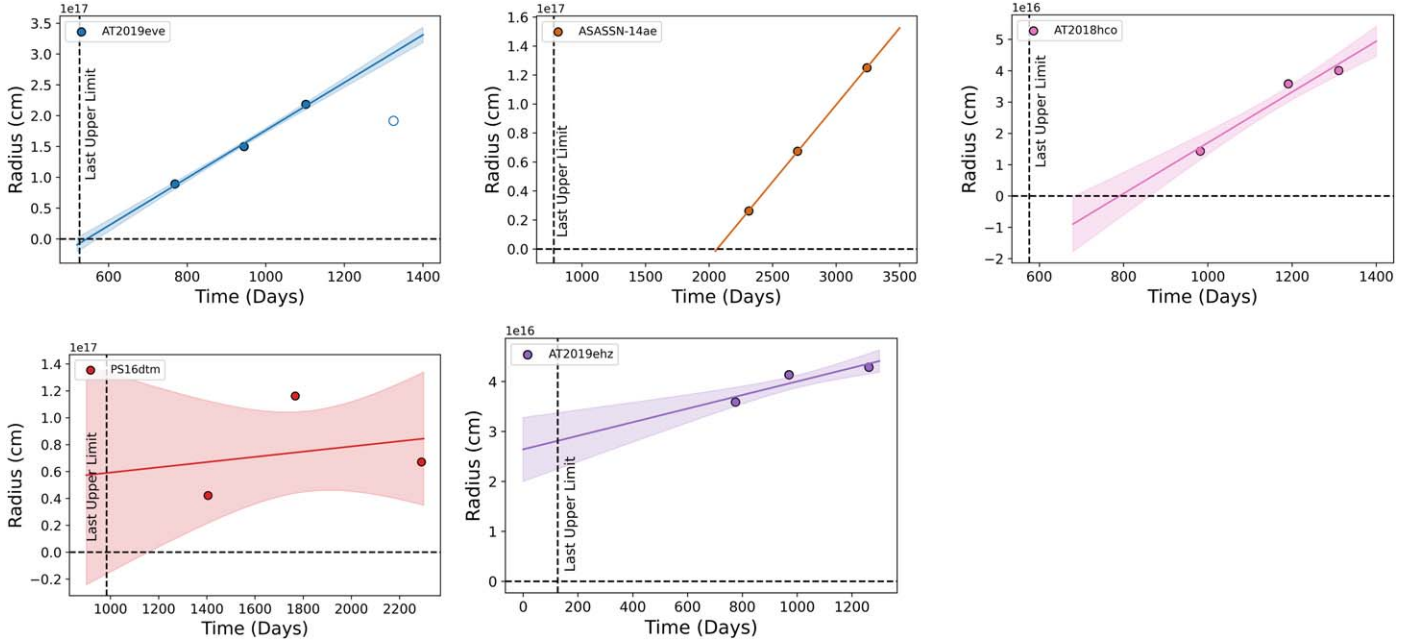 1e17
AT2019eve
Last Upper Limit
Radius (cm)
3.5
3.0
2.5
2.0
1.5
1.0
0.5
0.0
600 800 1000 1200 1400
Time (Days)
1e17
ASASSN-14ae
Last Upper Limit
Radius (cm)
1.6
1.4
1.2
1.0
0.8
0.6
0.4
0.2
0.0
1000 1500 2000 2500 3000 3500
Time (Days)
1e16
AT2018hco
Last Upper Limit
Radius (cm)
5
4
3
2
1
0
−1
−2
600 800 1000 1200 1400
Time (Days)
1e17
PS16dtm
Last Upper Limit
Radius (cm)
1.4
1.2
1.0
0.8
0.6
0.4
0.2
0.0
−0.2
1000 1200 1400 1600 1800 2000 2200
Time (Days)
1e16
AT2019ehz
Last Upper Limit
Radius (cm)
4
3
2
1
0
0 200 400 600 800 1000 1200
Time (Days)